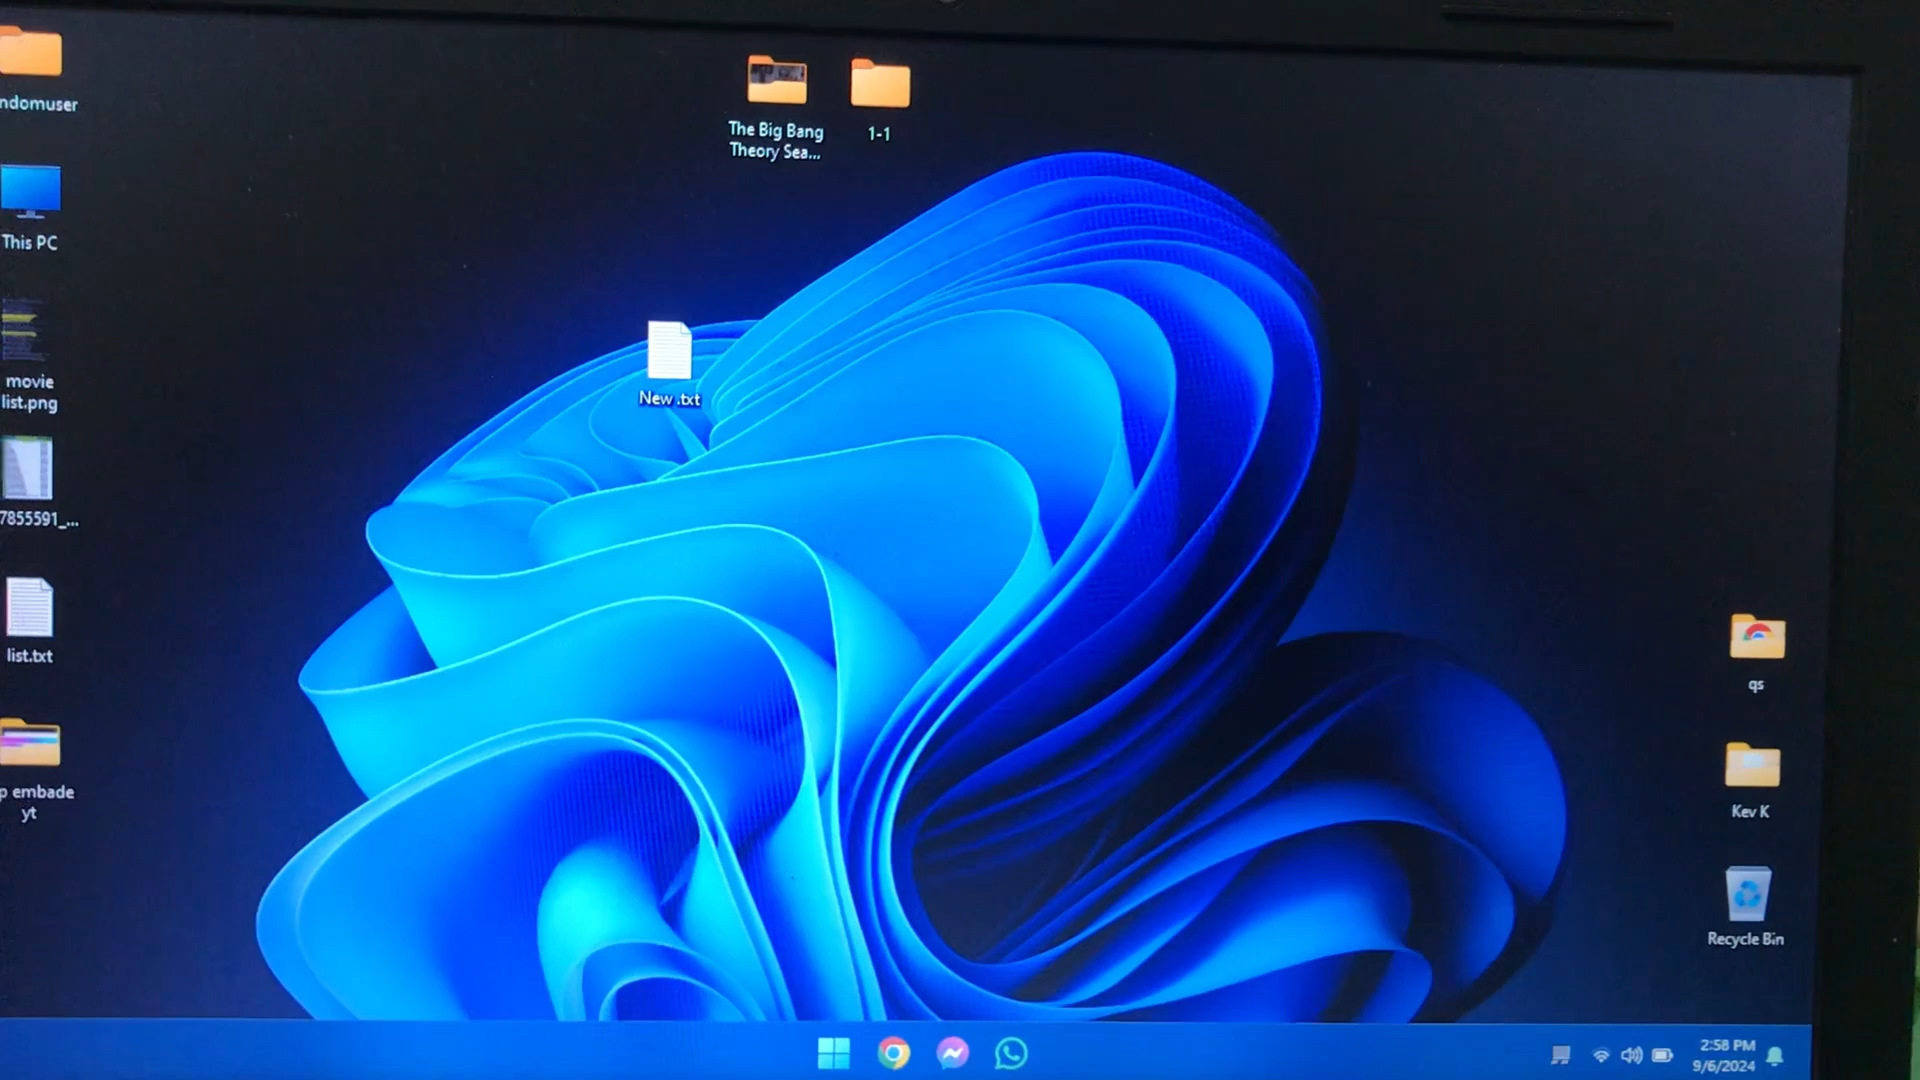 ndomuser
This PC
movie
list.png
7855591_...
list.txt
p embade
yt
The Big Bang
Theory Sea...
1-1
New .txt
qs
Kev K
Recycle Bin
2:58 PM
9/6/2024